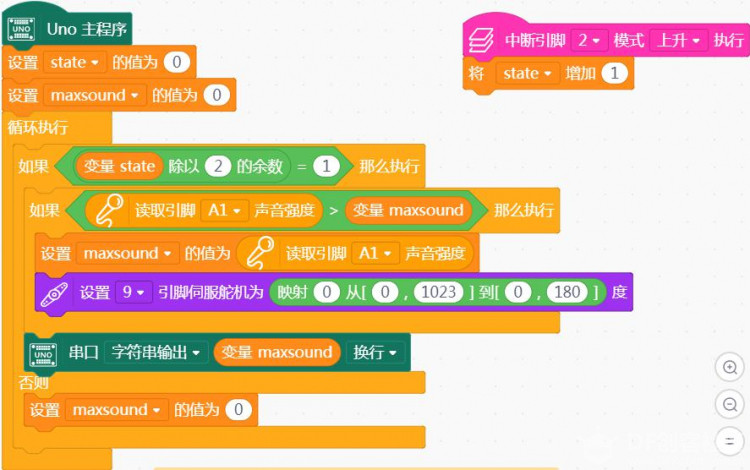 UNO Uno 主程序
设置 state 的值为 0
设置 maxsound 的值为 0
循环执行
如果 变量 state 除以 2 的余数 = 1 那么执行
如果 读取引脚 A1 声音强度 > 变量 maxsound 那么执行
设置 maxsound 的值为 读取引脚 A1 声音强度
设置 9 引脚伺服舵机为 映射 0 从[ 0 , 1023 ] 到[ 0 , 180 ] 度
UNO 串口 字符串输出 变量 maxsound 换行
否则
设置 maxsound 的值为 0
中断引脚 2 模式 上升 执行
将 state 增加 1